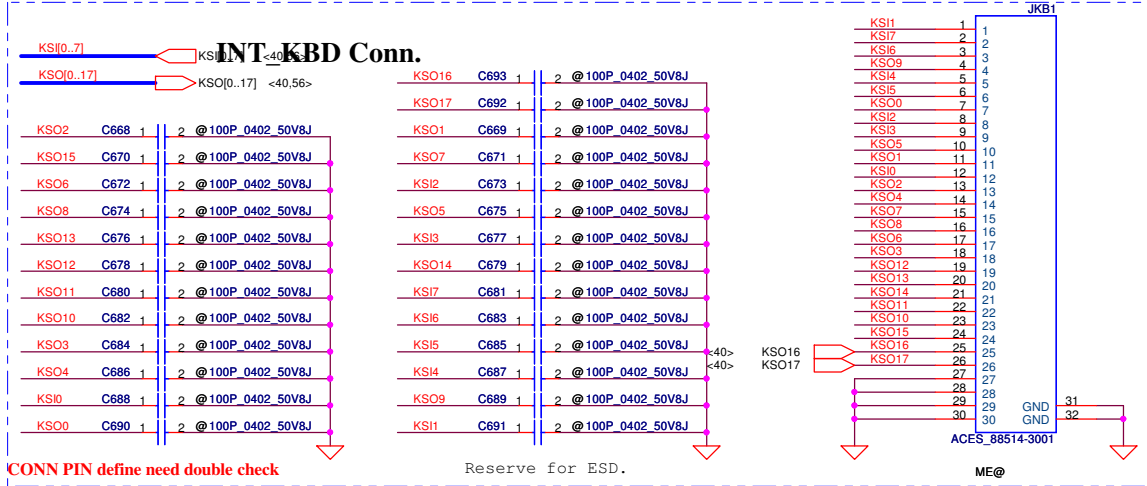 INT_KBD Conn.
KSI[0..7] KSI[0..7] <40,56>
KSO[0..17] KSO[0..17] <40,56>
KSO2 C668 1 2 @100P_0402_50V8J
KSO15 C670 1 2 @100P_0402_50V8J
KSO6 C672 1 2 @100P_0402_50V8J
KSO8 C674 1 2 @100P_0402_50V8J
KSO13 C676 1 2 @100P_0402_50V8J
KSO12 C678 1 2 @100P_0402_50V8J
KSO11 C680 1 2 @100P_0402_50V8J
KSO10 C682 1 2 @100P_0402_50V8J
KSO3 C684 1 2 @100P_0402_50V8J
KSO4 C686 1 2 @100P_0402_50V8J
KSI0 C688 1 2 @100P_0402_50V8J
KSO0 C690 1 2 @100P_0402_50V8J
CONN PIN define need double check
KSO16 C693 1 2 @100P_0402_50V8J
KSO17 C692 1 2 @100P_0402_50V8J
KSO1 C669 1 2 @100P_0402_50V8J
KSO7 C671 1 2 @100P_0402_50V8J
KSI2 C673 1 2 @100P_0402_50V8J
KSO5 C675 1 2 @100P_0402_50V8J
KSI3 C677 1 2 @100P_0402_50V8J
KSO14 C679 1 2 @100P_0402_50V8J
KSI7 C681 1 2 @100P_0402_50V8J
KSI6 C683 1 2 @100P_0402_50V8J
KSI5 C685 1 2 @100P_0402_50V8J
KSI4 C687 1 2 @100P_0402_50V8J
KSO9 C689 1 2 @100P_0402_50V8J
KSI1 C691 1 2 @100P_0402_50V8J
Reserve for ESD.
JKB1
KSI1 1 1
KSI7 2 2
KSI6 3 3
KSO9 4 4
KSI4 5 5
KSI5 6 6
KSO0 7 7
KSI2 8 8
KSI3 9 9
KSO5 10 10
KSO1 11 11
KSI0 12 12
KSO2 13 13
KSO4 14 14
KSO7 15 15
KSO8 16 16
KSO6 17 17
KSO3 18 18
KSO12 19 19
KSO13 20 20
KSO14 21 21
KSO11 22 22
KSO10 23 23
KSO15 24 24
<40> KSO16 KSO16 25 25
<40> KSO17 KSO17 26 26
27 27
28 28
29 29 GND 31
30 30 GND 32
ACES_88514-3001
ME@